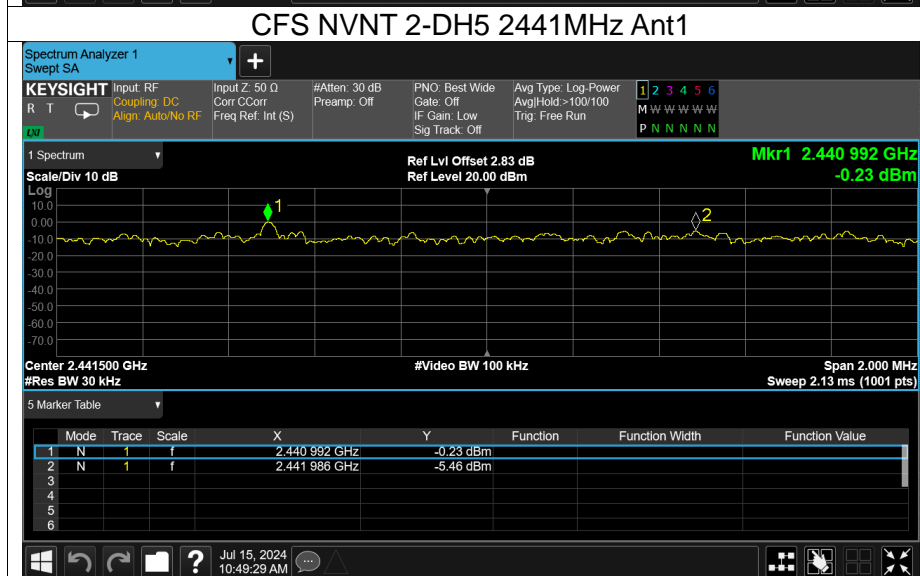 CFS NVNT 2-DH5 2441MHz Ant1
Spectrum Analyzer 1
Swept SA
+
KEYSIGHT Input: RF Input Z: 50 Ω #Atten: 30 dB PNO: Best Wide Avg Type: Log-Power 1 2 3 4 5 6
R T Coupling: DC Corr CCorr Preamp: Off Gate: Off Avg|Hold:>100/100 M W W W W W
Align: Auto/No RF Freq Ref: Int (S) IF Gain: Low Trig: Free Run
LXI Sig Track: Off P N N N N N
1 Spectrum Ref Lvl Offset 2.83 dB Mkr1 2.440 992 GHz
Scale/Div 10 dB Ref Level 20.00 dBm -0.23 dBm
Log
10.0
0.00
-10.0
-20.0
-30.0
-40.0
-50.0
-60.0
-70.0
1
2
Center 2.441500 GHz #Video BW 100 kHz Span 2.000 MHz
#Res BW 30 kHz Sweep 2.13 ms (1001 pts)
5 Marker Table
Mode Trace Scale X Y Function Function Width Function Value
1 N 1 f 2.440 992 GHz -0.23 dBm
2 N 1 f 2.441 986 GHz -5.46 dBm
3
4
5
6
? Jul 15, 2024
10:49:29 AM